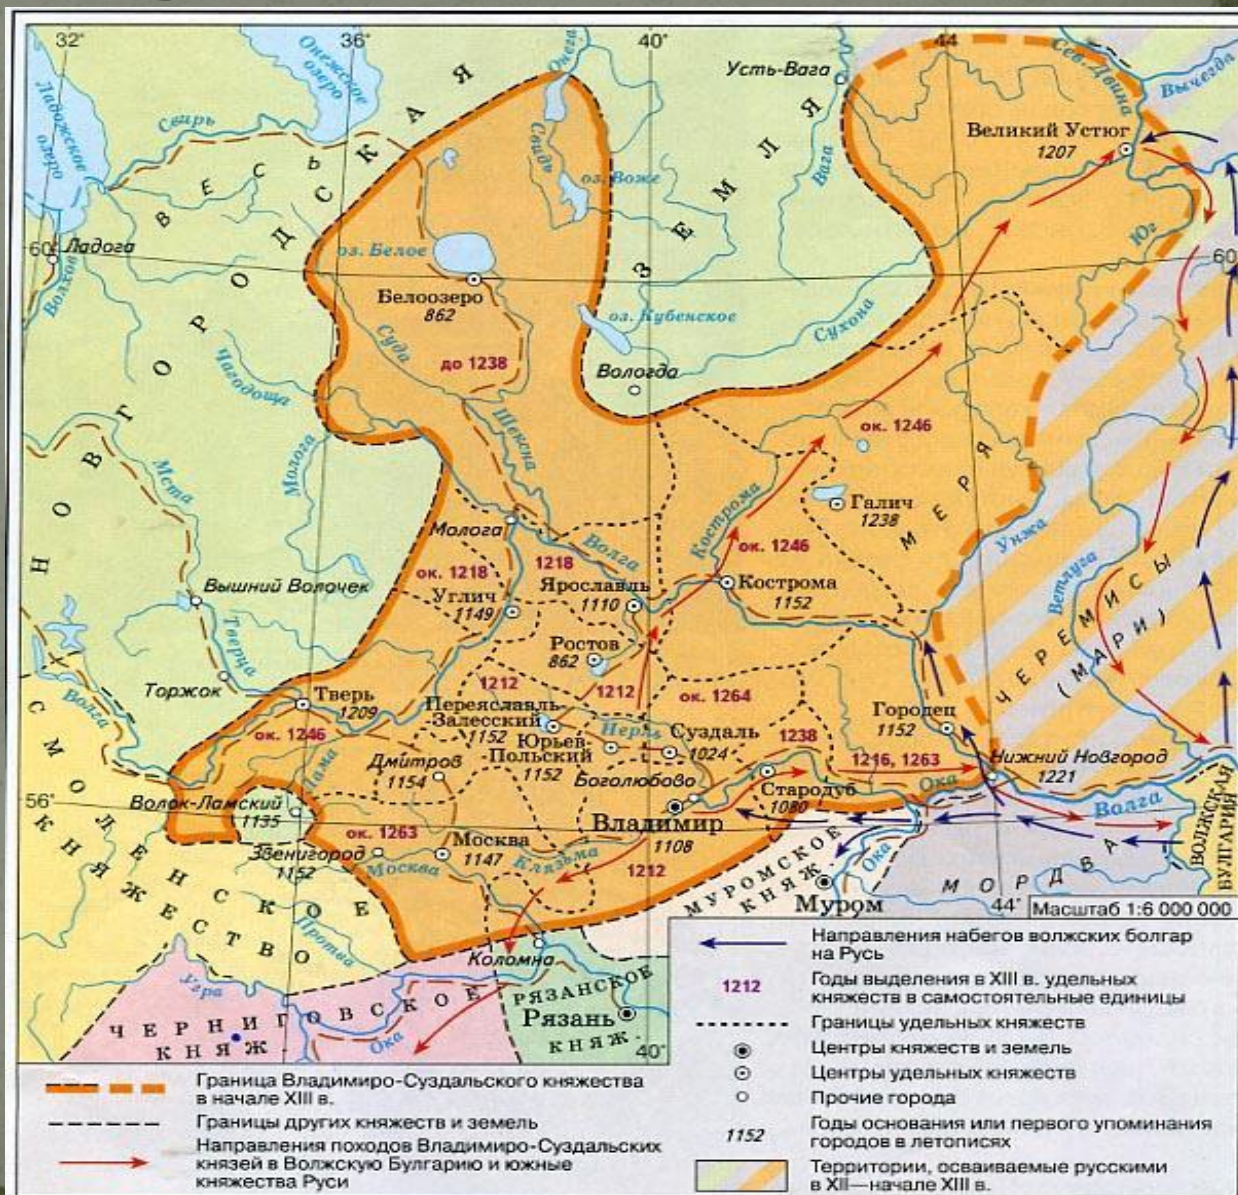 32°
36°
40°
44
Онежское
озеро
Онега
Усть-Вага
Сев. Двина
Вычегда
Ладожское
озеро
Свирь
НОВГОРОДСКАЯ
ЗЕМЛЯ
ВЕСЬ
Свидь
оз. Воже
Вага
Великий Устюг
1207
Юг
60°
Ладога
Волхов
оз. Белое
60°
Белоозеро
862
оз. Кубенское
Сухона
Суда
до 1238
Чагодоща
Вологда
Шексна
Молога
Мста
ок. 1246
МЕРЯ
Галич
1238
Молога
Волга
Кострома
Унжа
Ветлуга
ок. 1246
Вышний Волочек
ок. 1218
1218
Углич
1149
Ярославль
1110
Кострома
1152
ЧЕРЕМИСЫ
(МАРИ)
Тверца
Ростов
862
Торжок
Волга
Тверь
1209
1212
1212
ок. 1264
Переяславль-
Залесский
1152
Нерль
Городец
1152
Юрьев-
Польский
1152
Суздаль
1024
1238
ок. 1246
Лама
Дмитров
1154
Боголюбово
1216, 1263
Нижний Новгород
1221
Ока
Стародуб
1080
56°
Волок-Ламский
1135
Владимир
1108
Волга
ВОЛЖСКАЯ
БУЛГАРИЯ
ок. 1263
Москва
1147
Звенигород
1152
Москва
Клязьма
1212
МУРОМСКОЕ
КНЯЖ.
Ока
МОРДВА
Муром
44°
СМОЛЕНСКОЕ
КНЯЖЕСТВО
Протва
Коломна
Угра
ЧЕРНИГОВСКОЕ
КНЯЖ.
Ока
РЯЗАНСКОЕ
Рязань
КНЯЖ.
40°
Масштаб 1:6 000 000
Направления набегов волжских болгар
на Русь
1212
Годы выделения в XIII в. удельных
княжеств в самостоятельные единицы
Границы удельных княжеств
Центры княжеств и земель
Центры удельных княжеств
Прочие города
1152
Годы основания или первого упоминания
городов в летописях
Территории, осваиваемые русскими
в XII—начале XIII в.
Граница Владимиро-Суздальского княжества
в начале XIII в.
Границы других княжеств и земель
Направления походов Владимиро-Суздальских
князей в Волжскую Булгарию и южные
княжества Руси